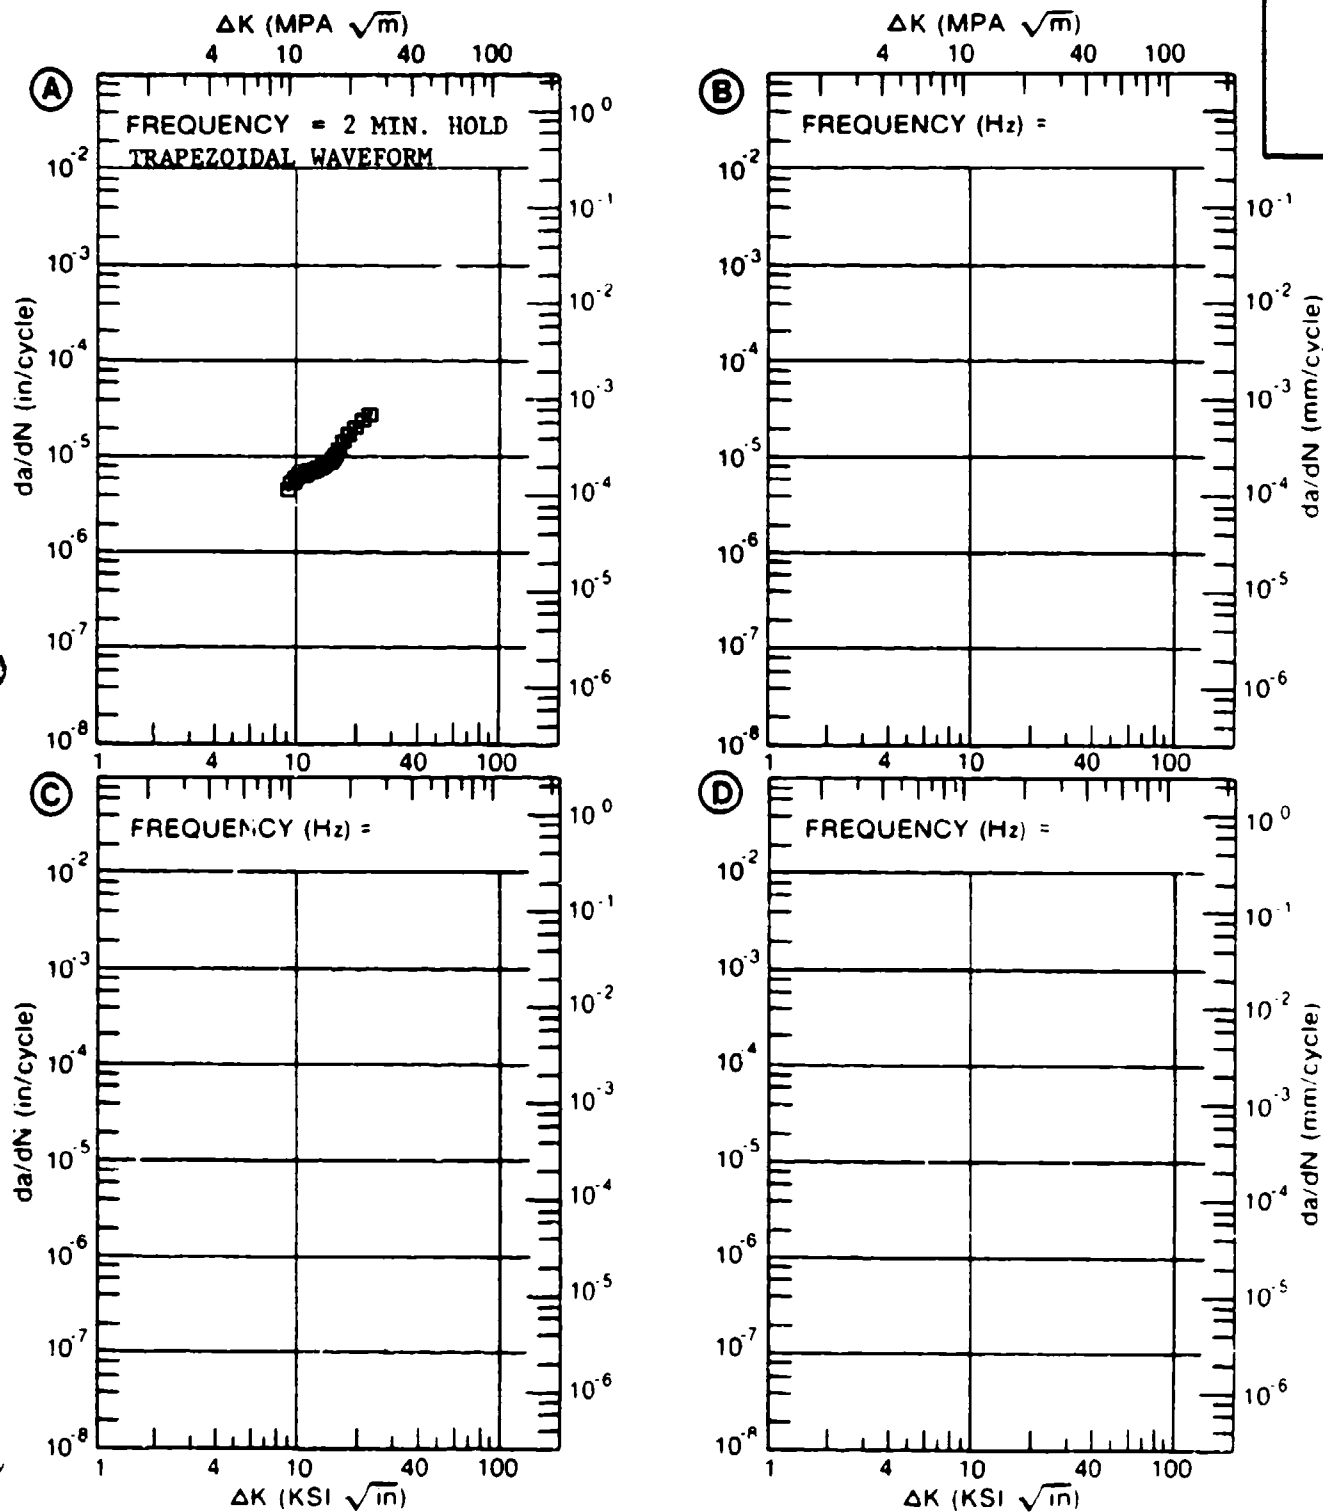 ΔK (MPA √m)
4 10 40 100
ΔK (MPA √m)
4 10 40 100
A
FREQUENCY = 2 MIN. HOLD
TRAPEZOIDAL WAVEFORM
10⁻²
10⁻³
10⁻⁴
10⁻⁵
10⁻⁶
10⁻⁷
10⁻⁸
da/dN (in/cycle)
10⁰
10⁻¹
10⁻²
10⁻³
10⁻⁴
10⁻⁵
10⁻⁶
1 4 10 40 100
B
FREQUENCY (Hz) =
10⁻²
10⁻³
10⁻⁴
10⁻⁵
10⁻⁶
10⁻⁷
10⁻⁸
10⁻¹
10⁻²
10⁻³
10⁻⁴
10⁻⁵
10⁻⁶
da/dN (mm/cycle)
1 4 10 40 100
C
FREQUENCY (Hz) =
10⁻²
10⁻³
10⁻⁴
10⁻⁵
10⁻⁶
10⁻⁷
10⁻⁸
da/dN (in/cycle)
10⁰
10⁻¹
10⁻²
10⁻³
10⁻⁴
10⁻⁵
10⁻⁶
1 4 10 40 100
ΔK (KSI √in)
D
FREQUENCY (Hz) =
10⁻²
10⁻³
10⁻⁴
10⁻⁵
10⁻⁶
10⁻⁷
10⁻⁸
10⁰
10⁻¹
10⁻²
10⁻³
10⁻⁴
10⁻⁵
10⁻⁶
da/dN (mm/cycle)
1 4 10 40 100
ΔK (KSI √in)